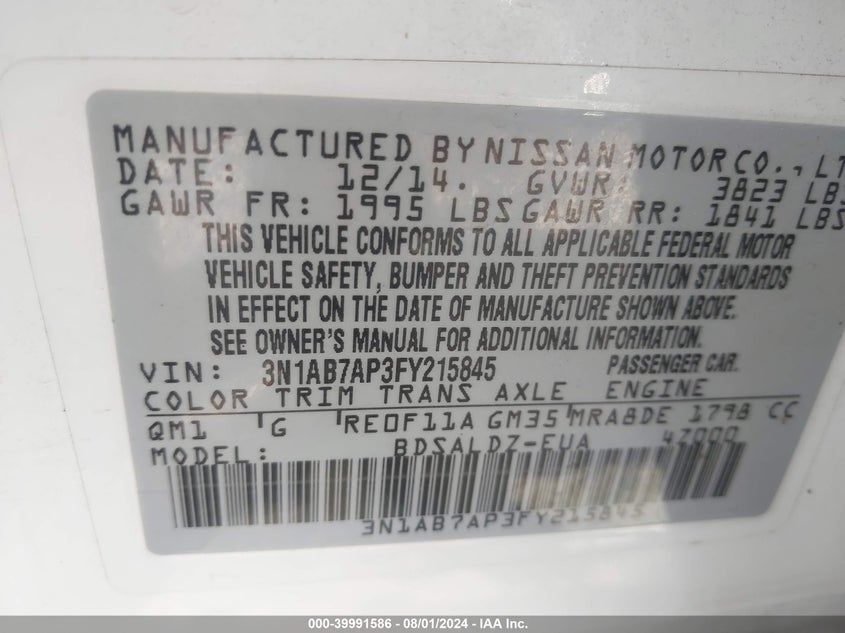 MANUFACTURED BY NISSAN MOTOR CO., LT
DATE: 12/14. GVWR: 3823 LBS
GAWR FR: 1995 LBS GAWR RR: 1841 LBS
THIS VEHICLE CONFORMS TO ALL APPLICABLE FEDERAL MOTOR
VEHICLE SAFETY, BUMPER AND THEFT PREVENTION STANDARDS
IN EFFECT ON THE DATE OF MANUFACTURE SHOWN ABOVE.
SEE OWNER'S MANUAL FOR ADDITIONAL INFORMATION.
VIN: 3N1AB7AP3FY215845 PASSENGER CAR.
COLOR TRIM TRANS AXLE ENGINE
QM1 G RE0F11A GM35 MRA8DE 1798 CC
MODEL: BDSALDZ-EUA 47000
3N1AB7AP3FY215845
000-39991586 - 08/01/2024 - IAA Inc.